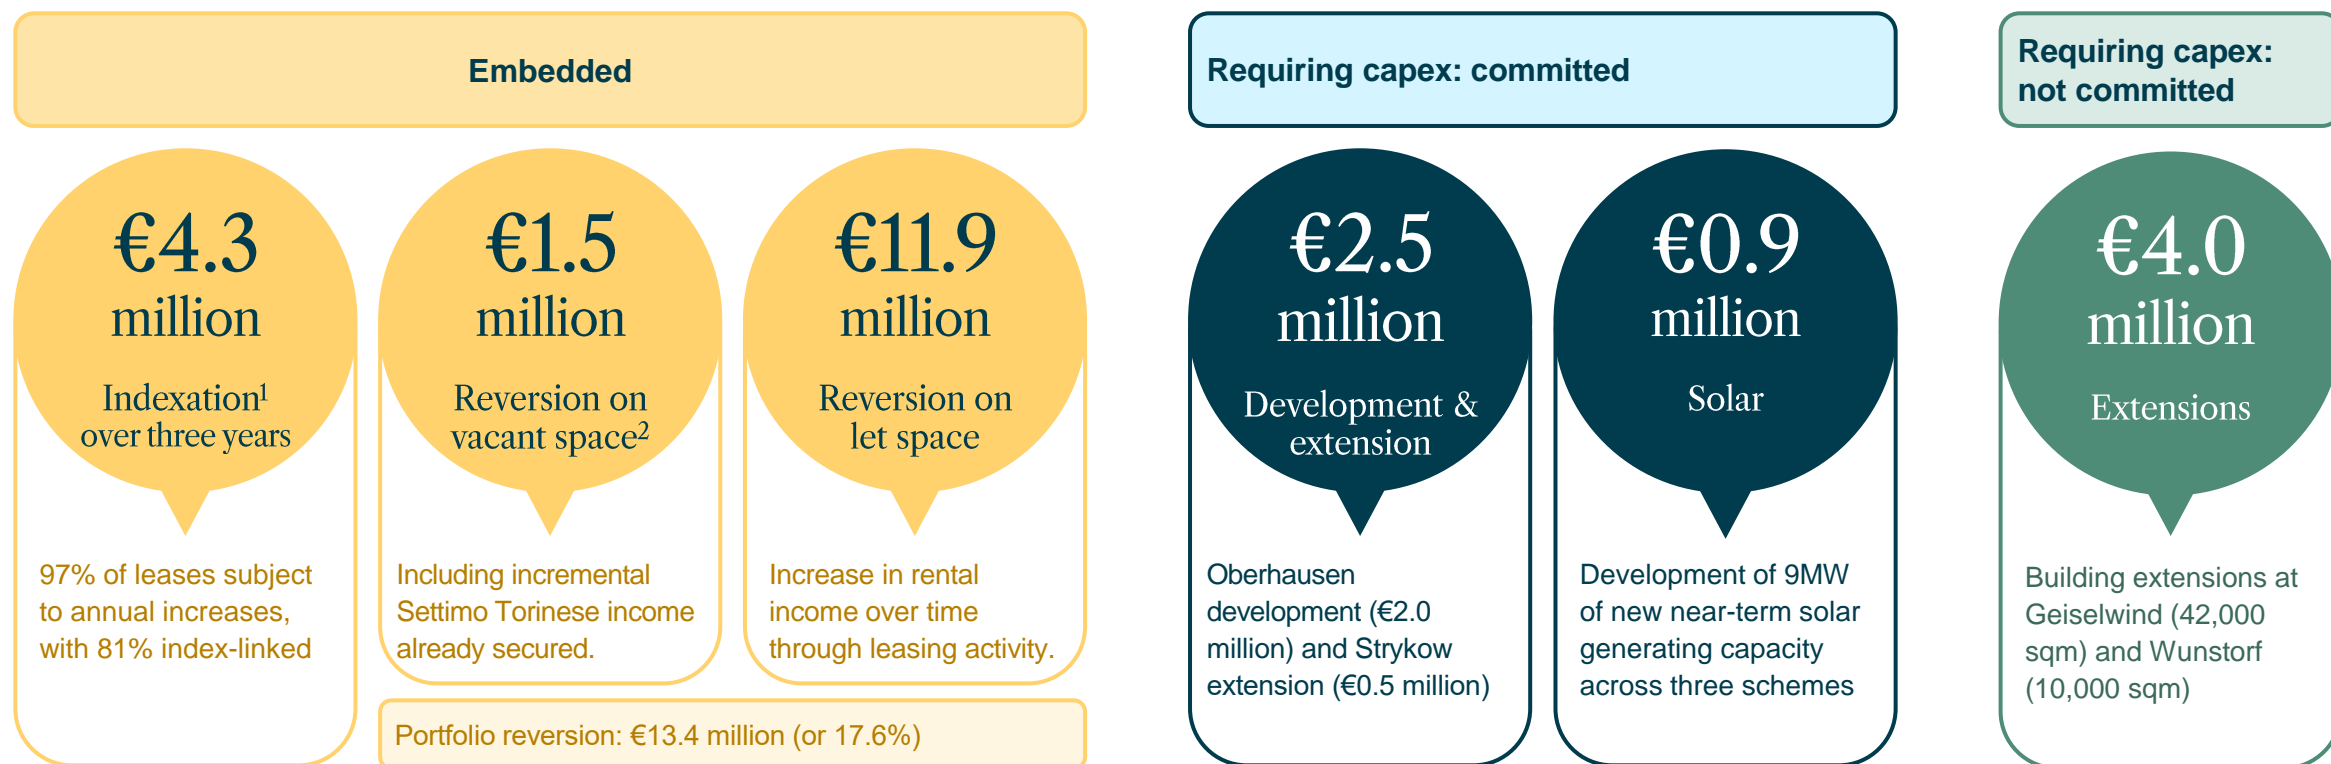 Embedded
€4.3
million
Indexation¹
over three years
97% of leases subject
to annual increases,
with 81% index-linked
€1.5
million
Reversion on
vacant space²
Including incremental
Settimo Torinese income
already secured.
€11.9
million
Reversion on
let space
Increase in rental
income over time
through leasing activity.
Portfolio reversion: €13.4 million (or 17.6%)
Requiring capex: committed
€2.5
million
Development &
extension
Oberhausen
development (€2.0
million) and Strykow
extension (€0.5 million)
€0.9
million
Solar
Development of 9MW
of new near-term solar
generating capacity
across three schemes
Requiring capex:
not committed
€4.0
million
Extensions
Building extensions at
Geiselwind (42,000
sqm) and Wunstorf
(10,000 sqm)